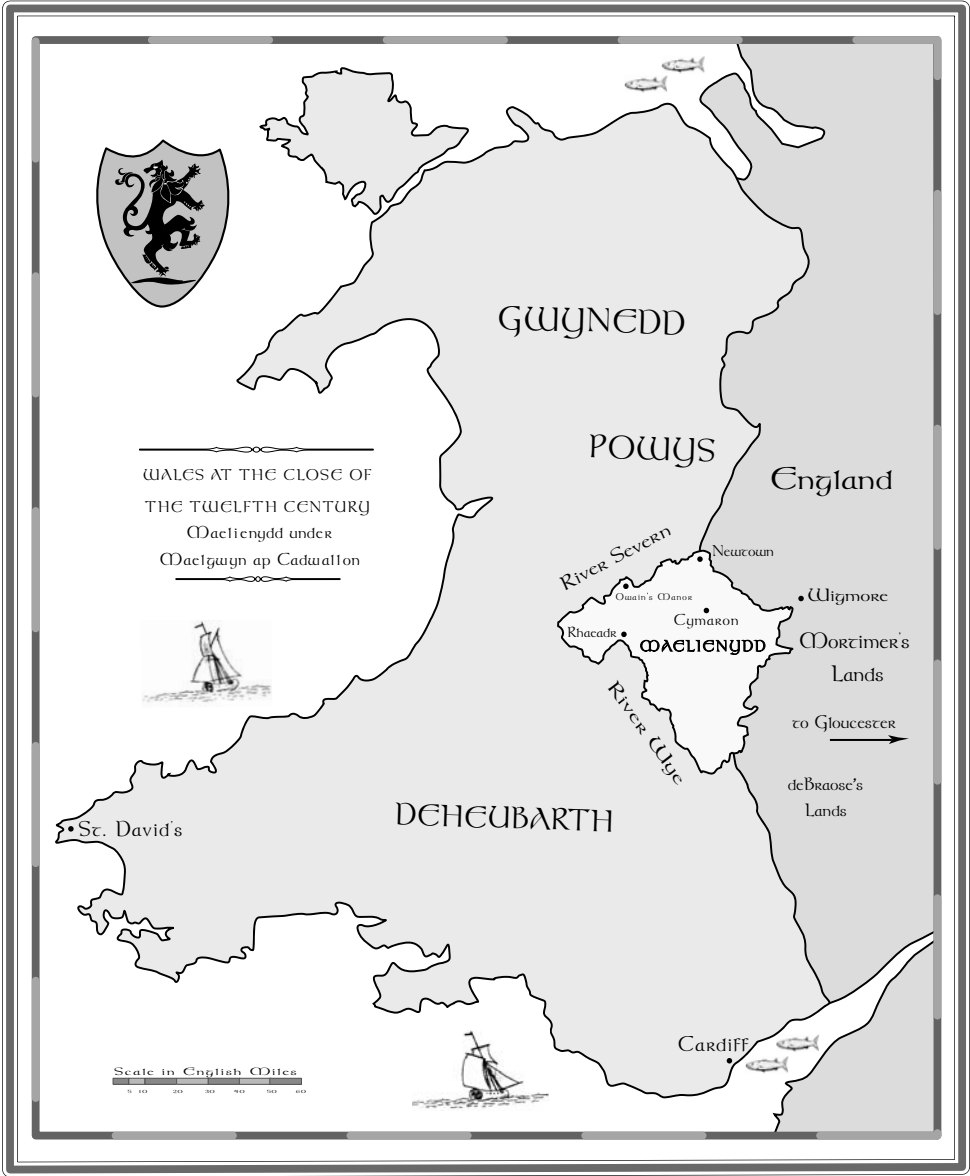 GWYNEDD
POWYS
England
WALES AT THE CLOSE OF
THE TWELFTH CENTURY
Maelienydd under
Maelgwyn ap Cadwallon
River Severn
Newtown
Owain's Manor
Wigmore
Cymaron
Rhaeadr
MAELIENYDD
Mortimer's
Lands
River Wye
to Gloucester
deBraose's
Lands
DEHEUBARTH
St. David's
Cardiff
Scale in English Miles
5 10 20 30 40 50 60